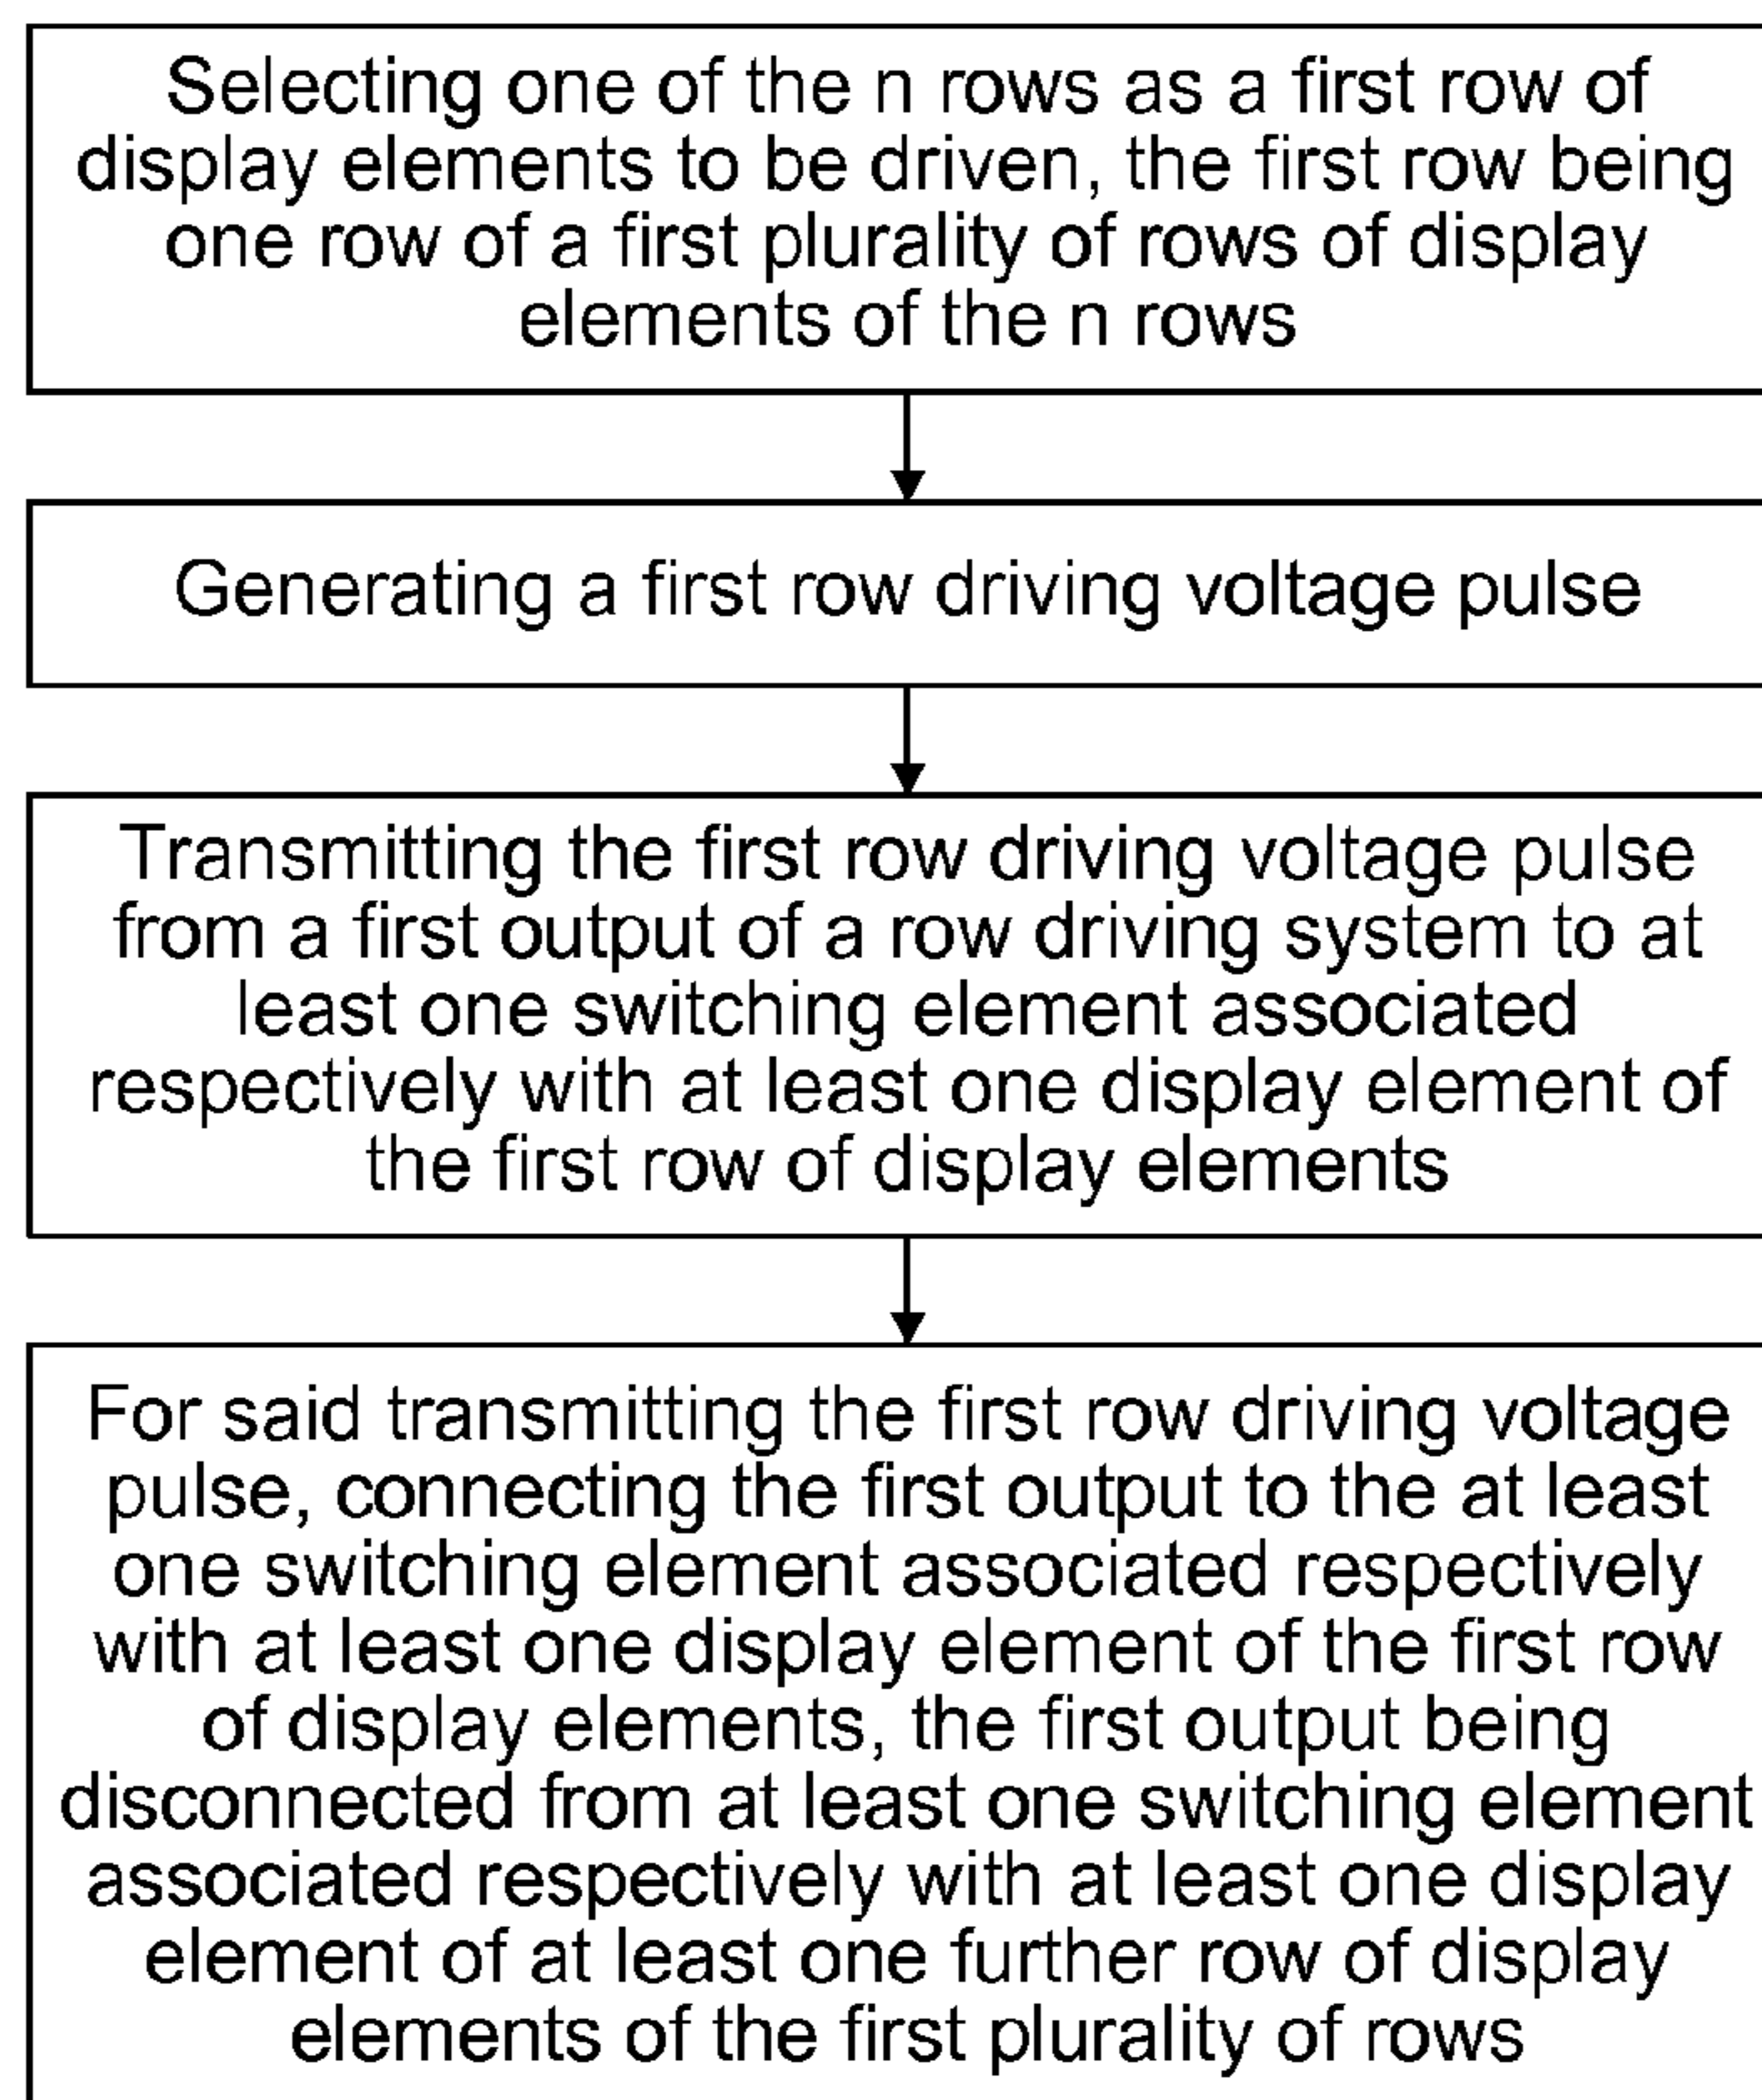 Selecting one of the n rows as a first row of
display elements to be driven, the first row being
one row of a first plurality of rows of display
elements of the n rows
Generating a first row driving voltage pulse
Transmitting the first row driving voltage pulse
from a first output of a row driving system to at
least one switching element associated
respectively with at least one display element of
the first row of display elements
For said transmitting the first row driving voltage
pulse, connecting the first output to the at least
one switching element associated respectively
with at least one display element of the first row
of display elements, the first output being
disconnected from at least one switching element
associated respectively with at least one display
element of at least one further row of display
elements of the first plurality of rows